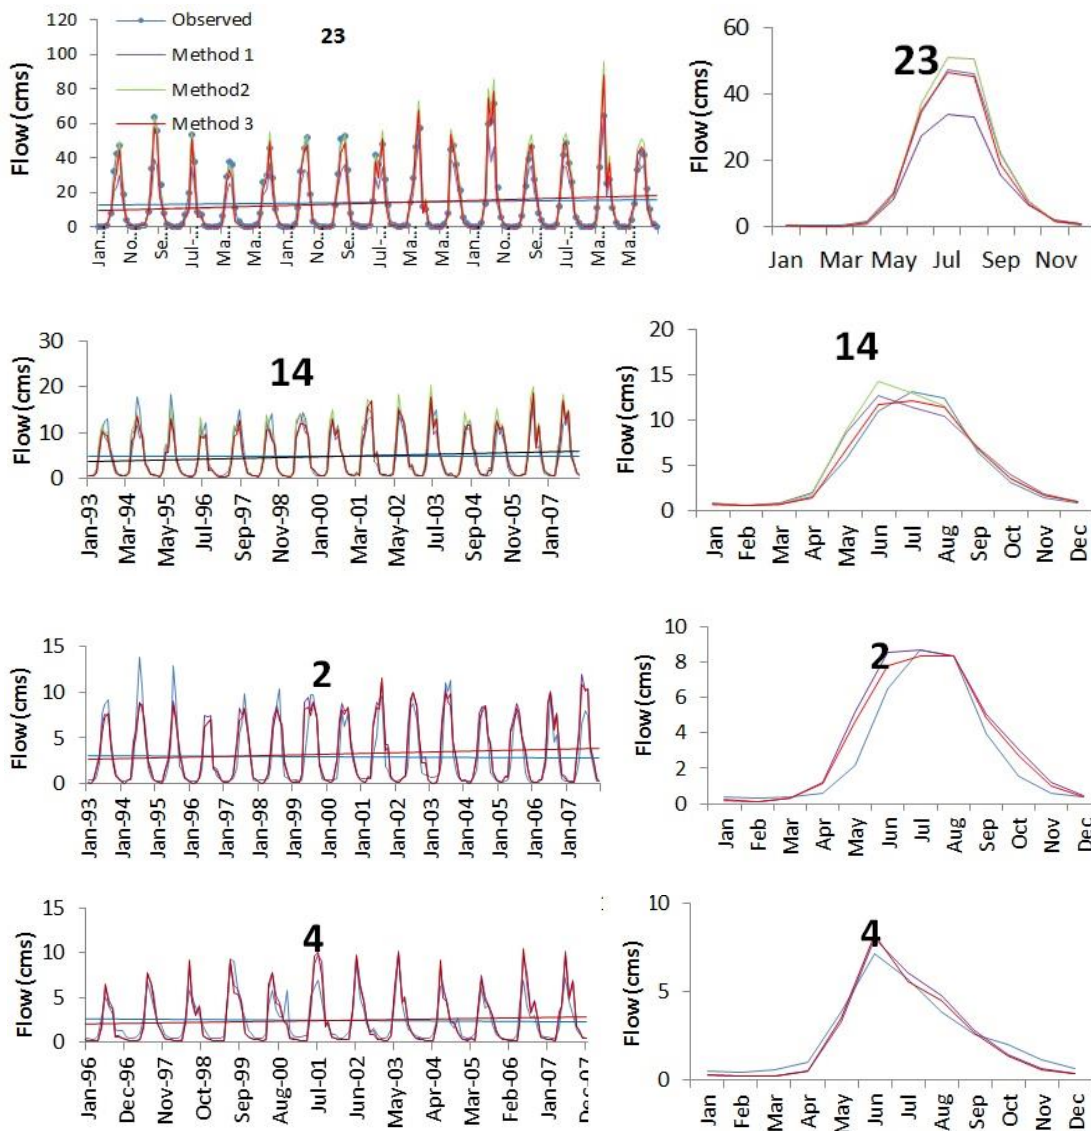 120
100
80
60
40
20
0
Flow (cms)
Observed
Method 1
Method2
Method 3
23
Jan...
No...
Se...
Jul-...
Ma...
Ma...
Jan...
No...
Se...
Jul-...
Ma...
Ma...
Jan...
Se...
Jul-...
Ma...
Ma...
60
40
20
0
Flow (cms)
23
Jan Mar May Jul Sep Nov
30
20
10
0
Flow (cms)
14
Jan-93
Mar-94
May-95
Jul-96
Sep-97
Nov-98
Jan-00
Mar-01
May-02
Jul-03
Sep-04
Nov-05
Jan-07
20
15
10
5
0
Flow (cms)
14
Jan
Feb
Mar
Apr
May
Jun
Jul
Aug
Sep
Oct
Nov
Dec
15
10
5
0
Flow (cms)
2
Jan-93
Jan-94
Jan-95
Jan-96
Jan-97
Jan-98
Jan-99
Jan-00
Jan-01
Jan-02
Jan-03
Jan-04
Jan-05
Jan-06
Jan-07
10
8
6
4
2
0
Flow (cms)
2
Jan
Feb
Mar
Apr
May
Jun
Jul
Aug
Sep
Oct
Nov
Dec
15
10
5
0
Flow (cms)
4
Jan-96
Dec-96
Nov-97
Oct-98
Sep-99
Aug-00
Jul-01
Jun-02
May-03
Apr-04
Mar-05
Feb-06
Jan-07
Dec-07
10
5
0
Flow (cms)
4
Jan
Feb
Mar
Apr
May
Jun
Jul
Aug
Sep
Oct
Nov
Dec